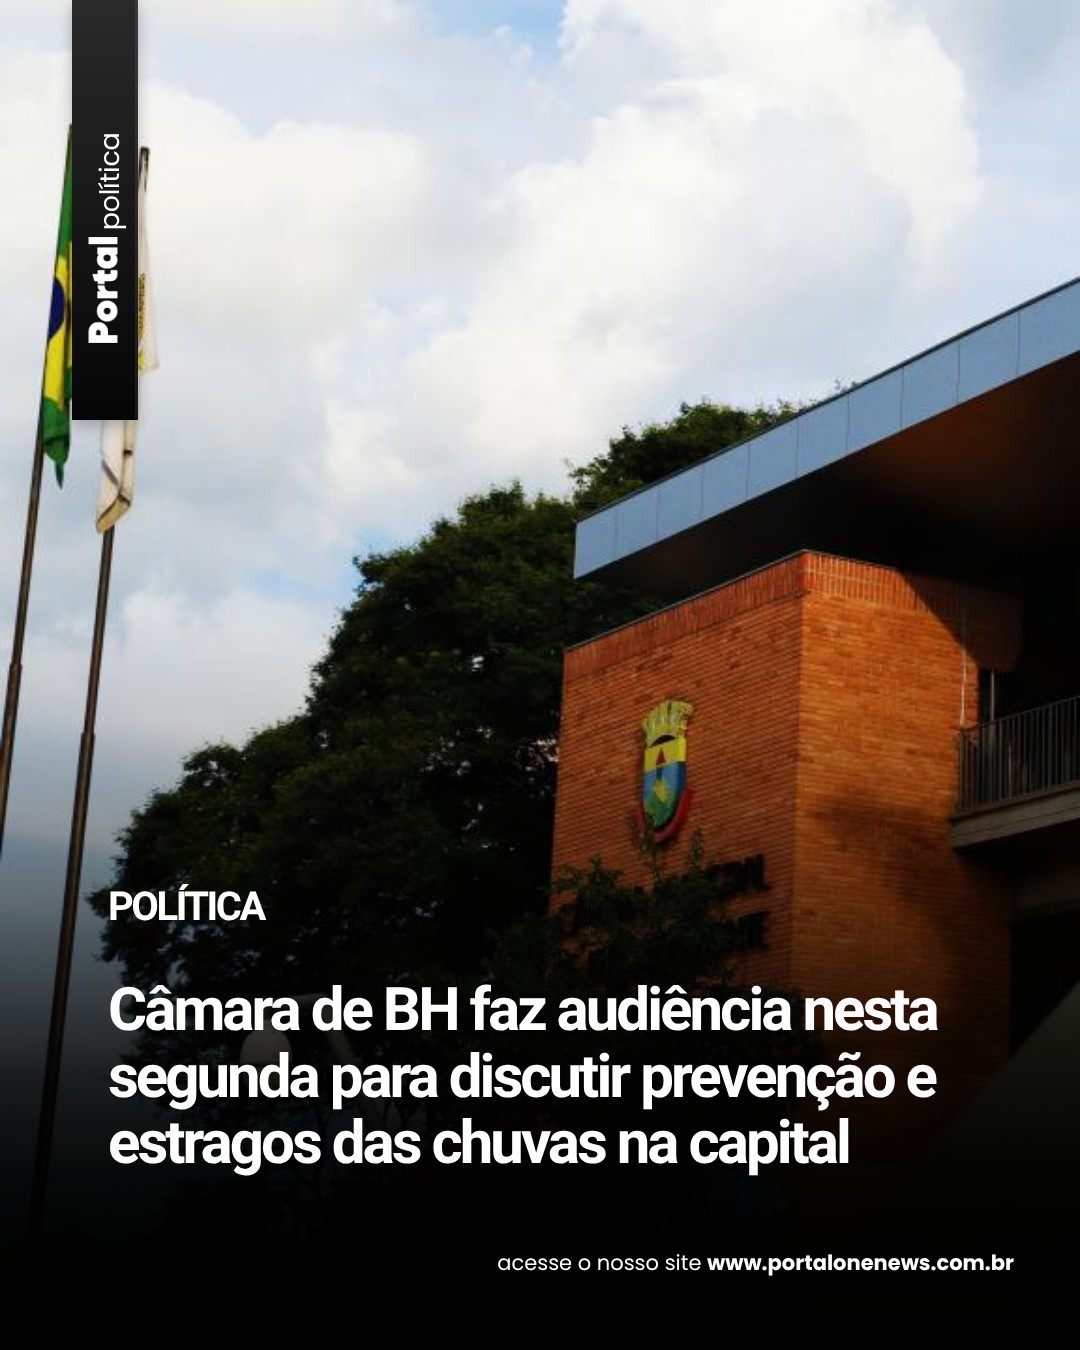 Portal política
POLÍTICA
Câmara de BH faz audiência nesta
segunda para discutir prevenção e
estragos das chuvas na capital
acesse o nosso site www.portalonenews.com.br